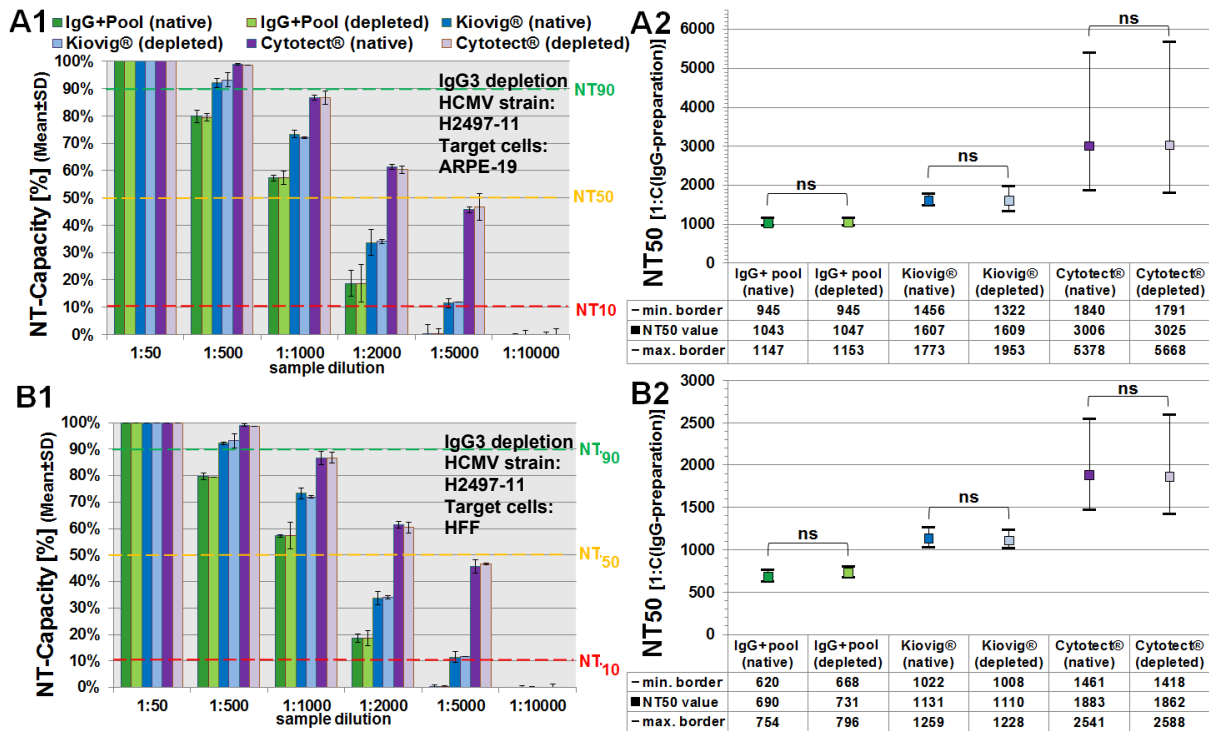 A1
IgG+Pool (native) IgG+Pool (depleted) Kiovig® (native)
Kiovig® (depleted) Cytotect® (native) Cytotect® (depleted)
NT-Capacity [%] (Mean±SD)
100%
90%
80%
70%
60%
50%
40%
30%
20%
10%
0%
IgG3 depletion
HCMV strain:
H2497-11
Target cells:
ARPE-19
NT90
NT50
NT10
1:50 1:500 1:1000 1:2000 1:5000 1:10000
sample dilution
A2
NT50 [1:C(IgG-preparation)]
6000
5000
4000
3000
2000
1000
0
ns
ns
ns
IgG+ pool (native) IgG+ pool (depleted) Kiovig® (native) Kiovig® (depleted) Cytotect® (native) Cytotect® (depleted)
min. border 945 945 1456 1322 1840 1791
NT50 value 1043 1047 1607 1609 3006 3025
max. border 1147 1153 1773 1953 5378 5668
B1
NT-Capacity [%] (Mean±SD)
100%
90%
80%
70%
60%
50%
40%
30%
20%
10%
0%
IgG3 depletion
HCMV strain:
H2497-11
Target cells:
HFF
NT.90
NT.50
NT.10
1:50 1:500 1:1000 1:2000 1:5000 1:10000
sample dilution
B2
NT50 [1:C(IgG-preparation)]
3000
2500
2000
1500
1000
500
0
ns
ns
ns
IgG+pool (native) IgG+pool (depleted) Kiovig® (native) Kiovig® (depleted) Cytotect® (native) Cytotect® (depleted)
min. border 620 668 1022 1008 1461 1418
NT50 value 690 731 1131 1110 1883 1862
max. border 754 796 1259 1228 2541 2588